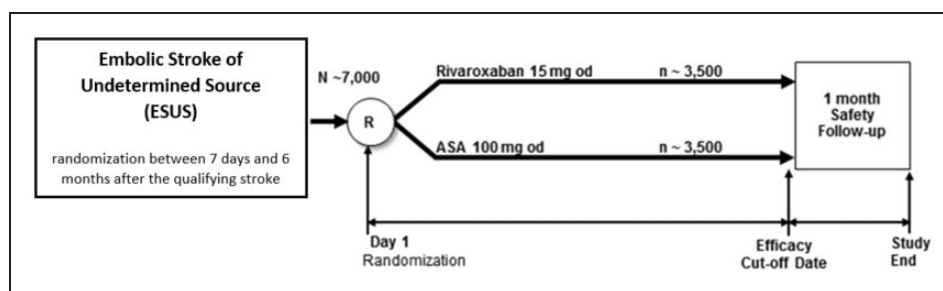 Embolic Stroke of
Undetermined Source
(ESUS)
randomization between 7 days and 6
months after the qualifying stroke
N ~7,000
R
Rivaroxaban 15 mg od n ~ 3,500
ASA 100 mg od n ~ 3,500
1 month
Safety
Follow-up
Day 1
Randomization
Efficacy
Cut-off Date
Study
End